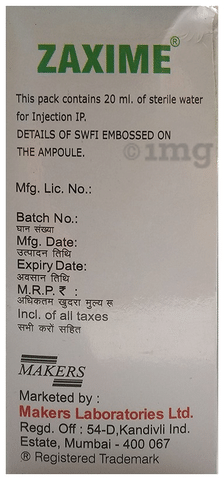 ZAXIME®
This pack contains 20 ml. of sterile water
for Injection IP.
DETAILS OF SWFI EMBOSSED ON
THE AMPOULE.
1mg
Mfg. Lic. No.:
Batch No.:
घान संख्या
Mfg. Date:
उत्पादन तिथि
Expiry Date:
अवसान तिथि
M.R.P. ₹ :
अधिकतम खुदरा मुल्य रू
Incl. of all taxes
सभी करों सहित
MAKERS
Marketed by :
Makers Laboratories Ltd.
Regd. Off : 54-D,Kandivli Ind.
Estate, Mumbai - 400 067
® Registered Trademark